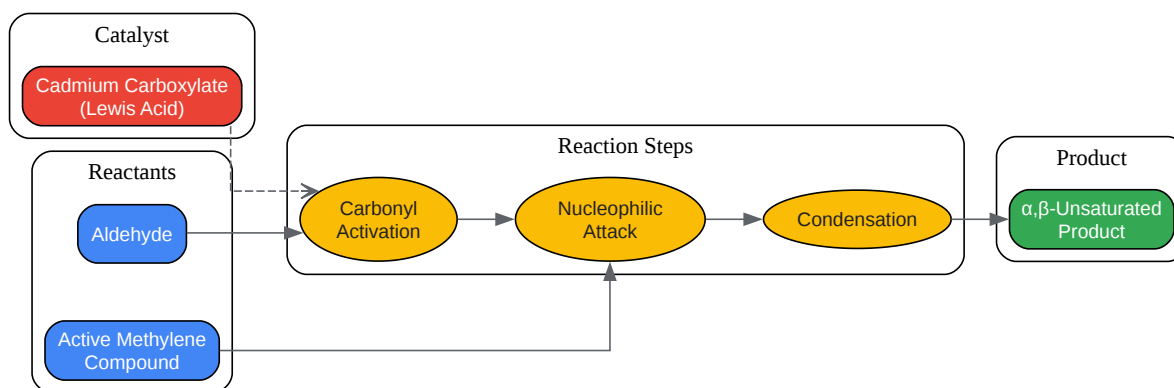 Catalyst
Cadmium Carboxylate
(Lewis Acid)
Reactants
Aldehyde
Active Methylene
Compound
Reaction Steps
Carbonyl
Activation
Nucleophilic
Attack
Condensation
Product
α,β-Unsaturated
Product